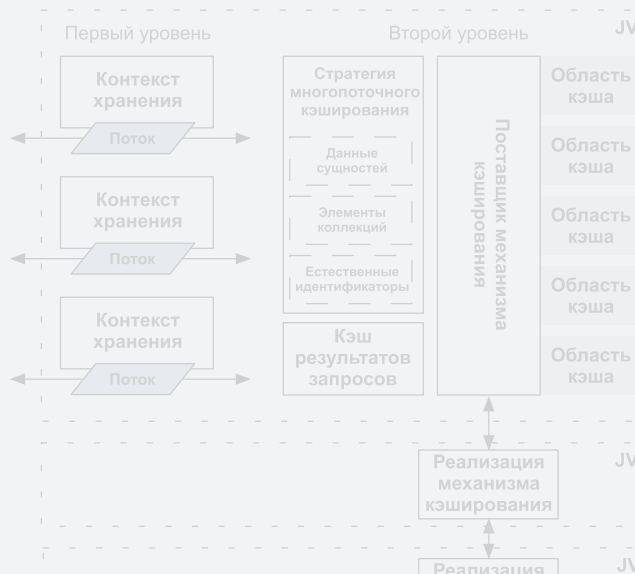 Первый уровень
Второй уровень
JV
Контекст
хранения
Поток
Контекст
хранения
Поток
Контекст
хранения
Поток
Стратегия
многопоточного
кэширования
Данные
сущностей
Элементы
коллекций
Естественные
идентификаторы
Кэш
результатов
запросов
Поставщик механизма
кэширования
Область
кэша
Область
кэша
Область
кэша
Область
кэша
Область
кэша
JV
Реализация
механизма
кэширования
JV
Реализация